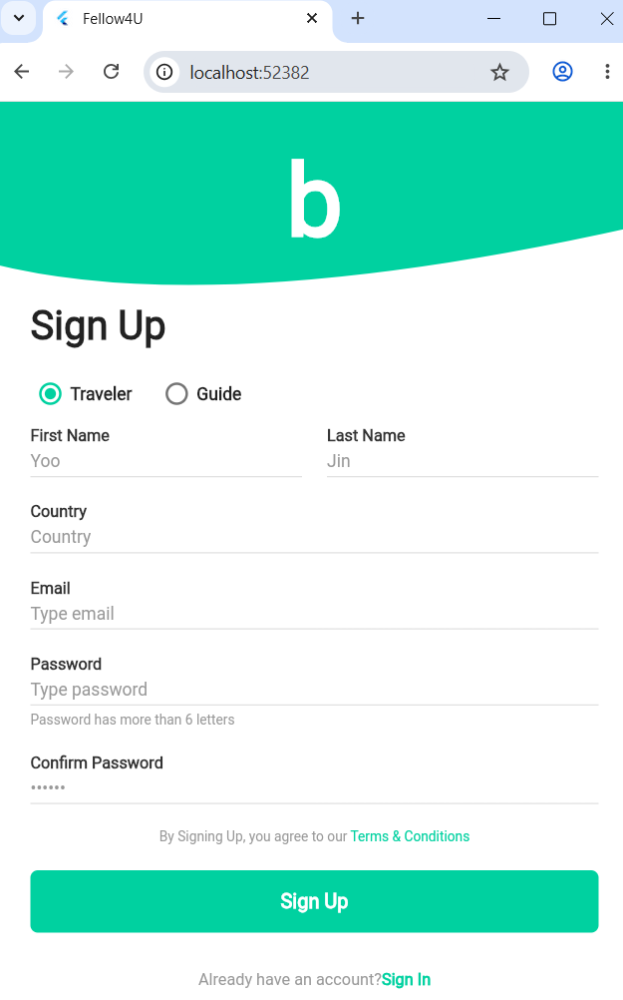 Fellow4U
localhost:52382
b
Sign Up
Traveler Guide
First Name Last Name
Yoo Jin
Country
Country
Email
Type email
Password
Type password
Password has more than 6 letters
Confirm Password
••••••
By Signing Up, you agree to our Terms & Conditions
Sign Up
Already have an account?Sign In